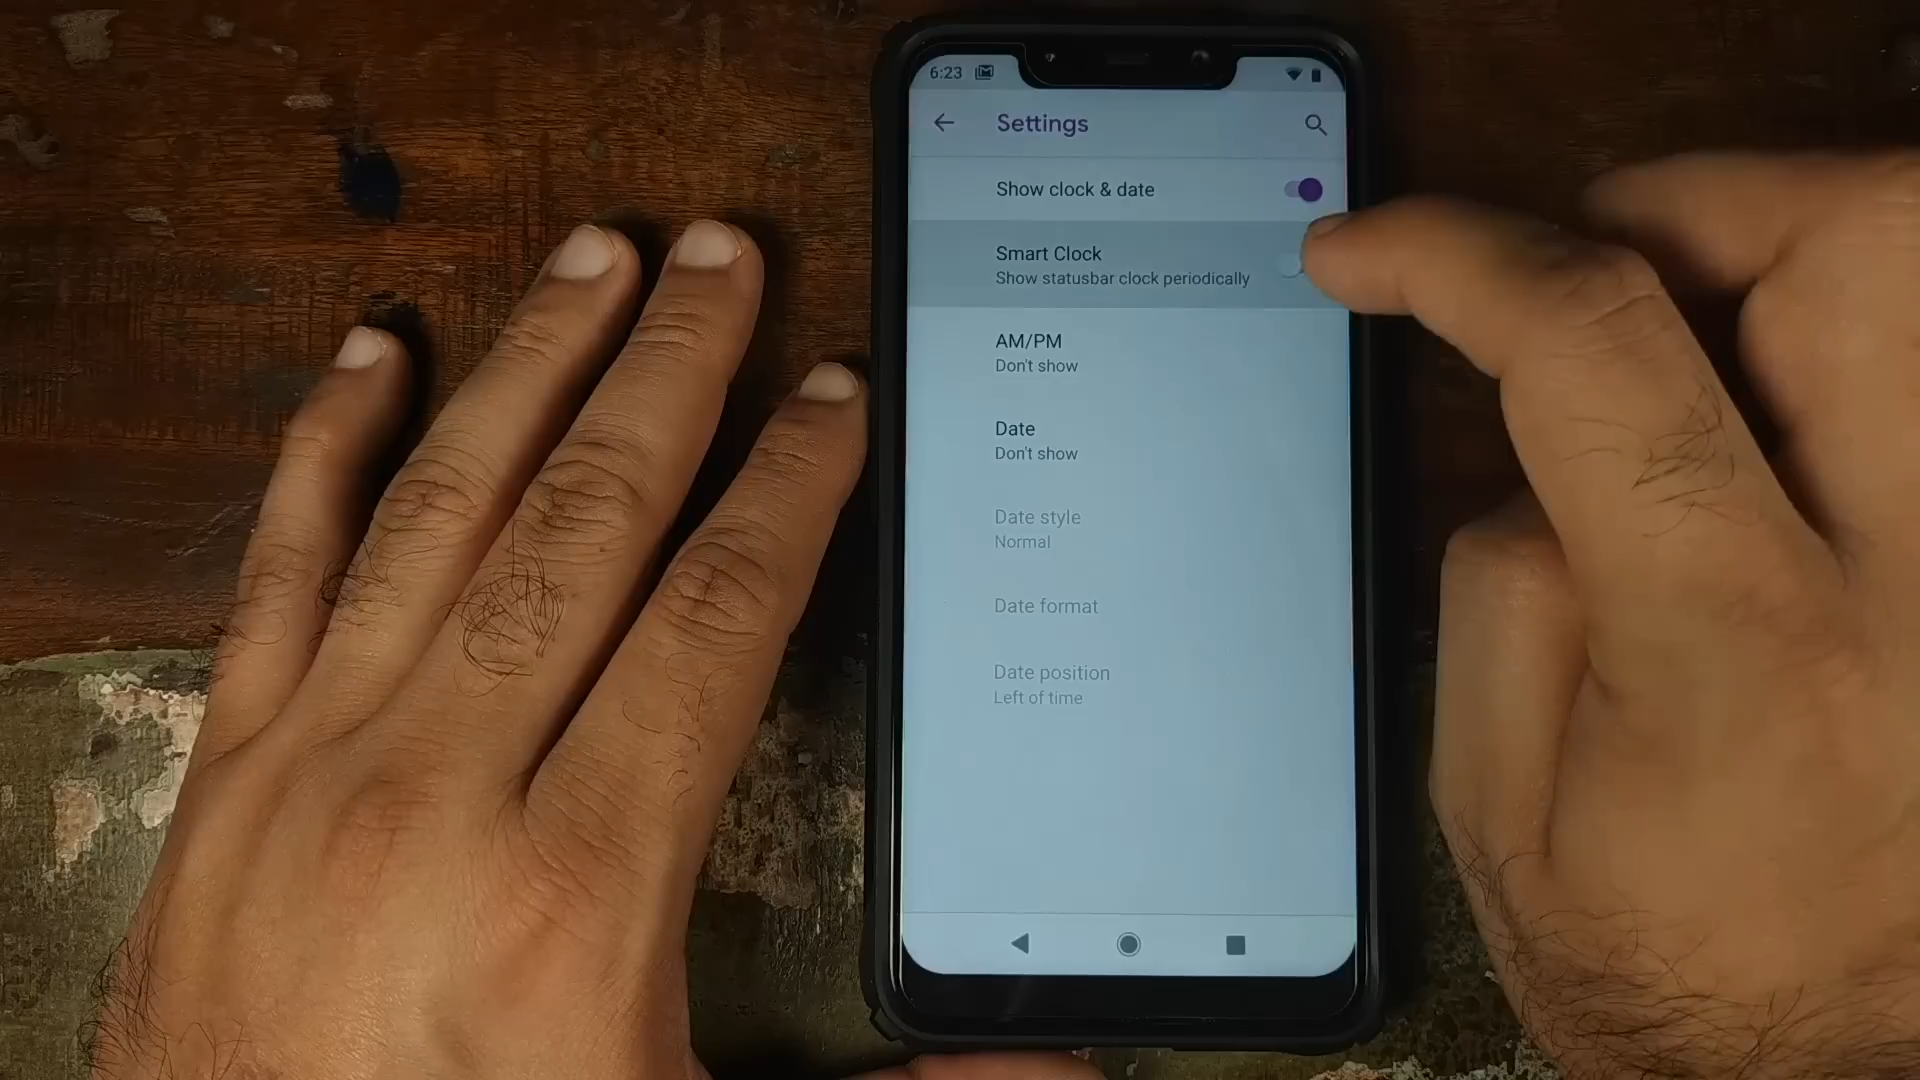 6:23
Settings
Show clock & date
Smart Clock
Show statusbar clock periodically
AM/PM
Don't show
Date
Don't show
Date style
Normal
Date format
Date position
Left of time